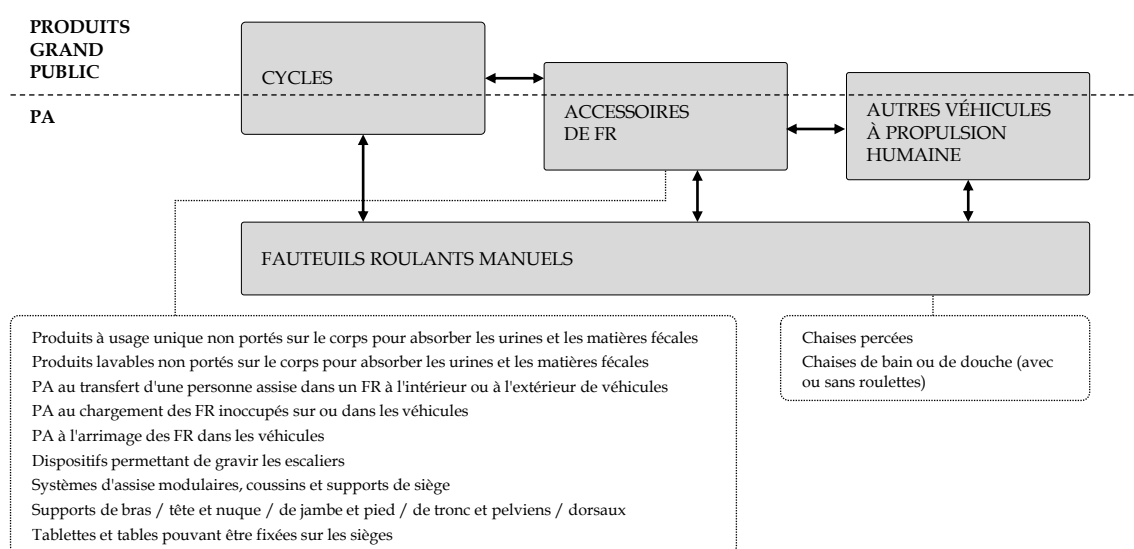 PRODUITS
GRAND
PUBLIC
CYCLES
PA
ACCESSOIRES
DE FR
AUTRES VÉHICULES
À PROPULSION
HUMAINE
FAUTEUILS ROULANTS MANUELS
Produits à usage unique non portés sur le corps pour absorber les urines et les matières fécales
Produits lavables non portés sur le corps pour absorber les urines et les matières fécales
PA au transfert d'une personne assise dans un FR à l'intérieur ou à l'extérieur de véhicules
PA au chargement des FR inoccupés sur ou dans les véhicules
PA à l'arrimage des FR dans les véhicules
Dispositifs permettant de gravir les escaliers
Systèmes d'assise modulaires, coussins et supports de siège
Supports de bras / tête et nuque / de jambe et pied / de tronc et pelviens / dorsaux
Tablettes et tables pouvant être fixées sur les sièges
Chaises percées
Chaises de bain ou de douche (avec
ou sans roulettes)